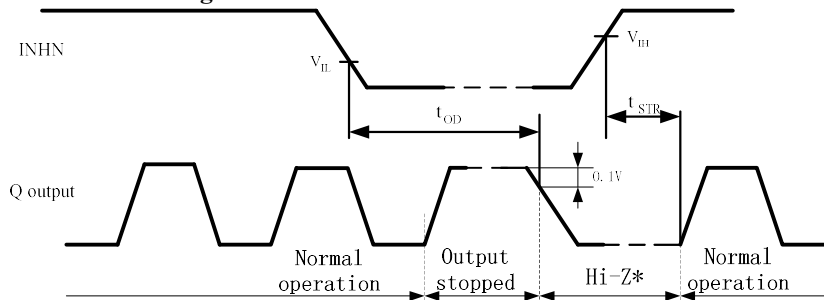 INHN
V_IL
V_IH
t_OD
t_STR
Q output
0.1V
Normal operation
Output stopped
Hi-Z*
Normal operation